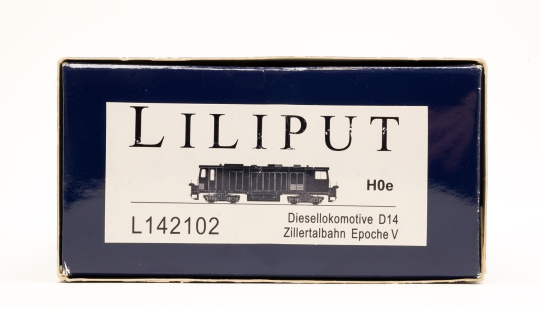 LILIPUT
H0e
L142102
Diesellokomotive D14
Zillertalbahn Epoche V